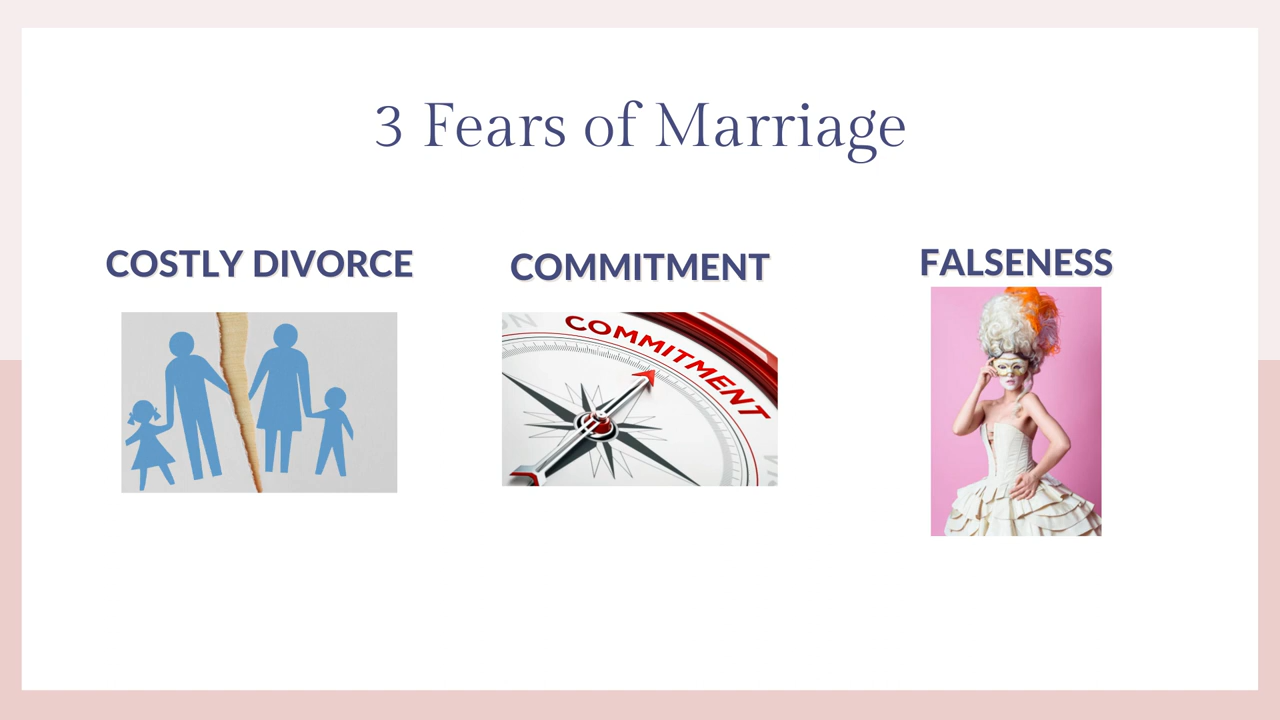 3 Fears of Marriage
COSTLY DIVORCE
COMMITMENT
FALSENESS
COMMITMENT